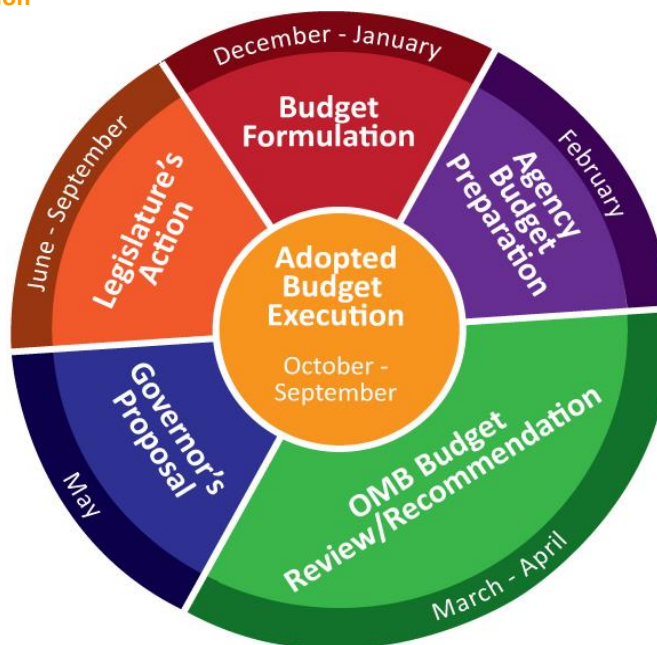 December - January
Budget
Formulation
February
Agency
Budget
Preparation
March - April
OMB Budget
Review/Recommendation
May
Governor's
Proposal
June - September
Legislature's
Action
Adopted
Budget
Execution
October -
September